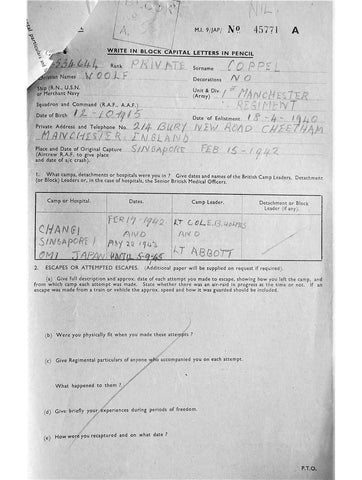 NIL
M.I. 9/JAP/ No 45771 A
WRITE IN BLOCK CAPITAL LETTERS IN PENCIL
Rank PRIVATE Surname COPPEL
Christian Names WOOLF Decorations NO
Ship (R.N., U.S.N. or Merchant Navy Unit & Div. (Army) 1st MANCHESTER
Squadron and Command (R.A.F., A.A.F.) REGIMENT
Date of Birth 12-10-1915 Date of Enlistment 18-4-1940
Private Address and Telephone No. 214 BURY NEW ROAD CHEETHAM
MANCHESTER ENGLAND
Place and Date of Original Capture SINGAPORE FEB 15-1942
(Aircrew R.A.F. to give place
and date of a/c crash).
1. What camps, detachments or hospitals were you in ? Give dates and names of the British Camp Leaders, Detachment
(or Block) Leaders or, in the case of hospitals, the Senior British Medical Officers.
Camp or Hospital. Dates. Camp Leader. Detachment or Block Leader (if any).
CHANGI FEB 17-1942 LT COL. E.B. HOLMES
SINGAPORE AND AND
OMI JAPAN MAY 22 1943 LT ABBOTT
UNTIL 5-9-45
2. ESCAPES OR ATTEMPTED ESCAPES. (Additional paper will be supplied on request if required).
(a) Give full description and approx. date of each attempt you made to escape, showing how you left the camp, and
from which camp each attempt was made. State whether there was an air-raid in progress at the time or not. If an
escape was made from a train or vehicle the approx. speed and how it was guarded should be included.
(b) Were you physically fit when you made these attempts ?
(c) Give Regimental particulars of anyone who accompanied you on each attempt.
What happened to them ?
(d) Give briefly your experiences during periods of freedom.
(e) How were you recaptured and on what date ?
P.T.O.